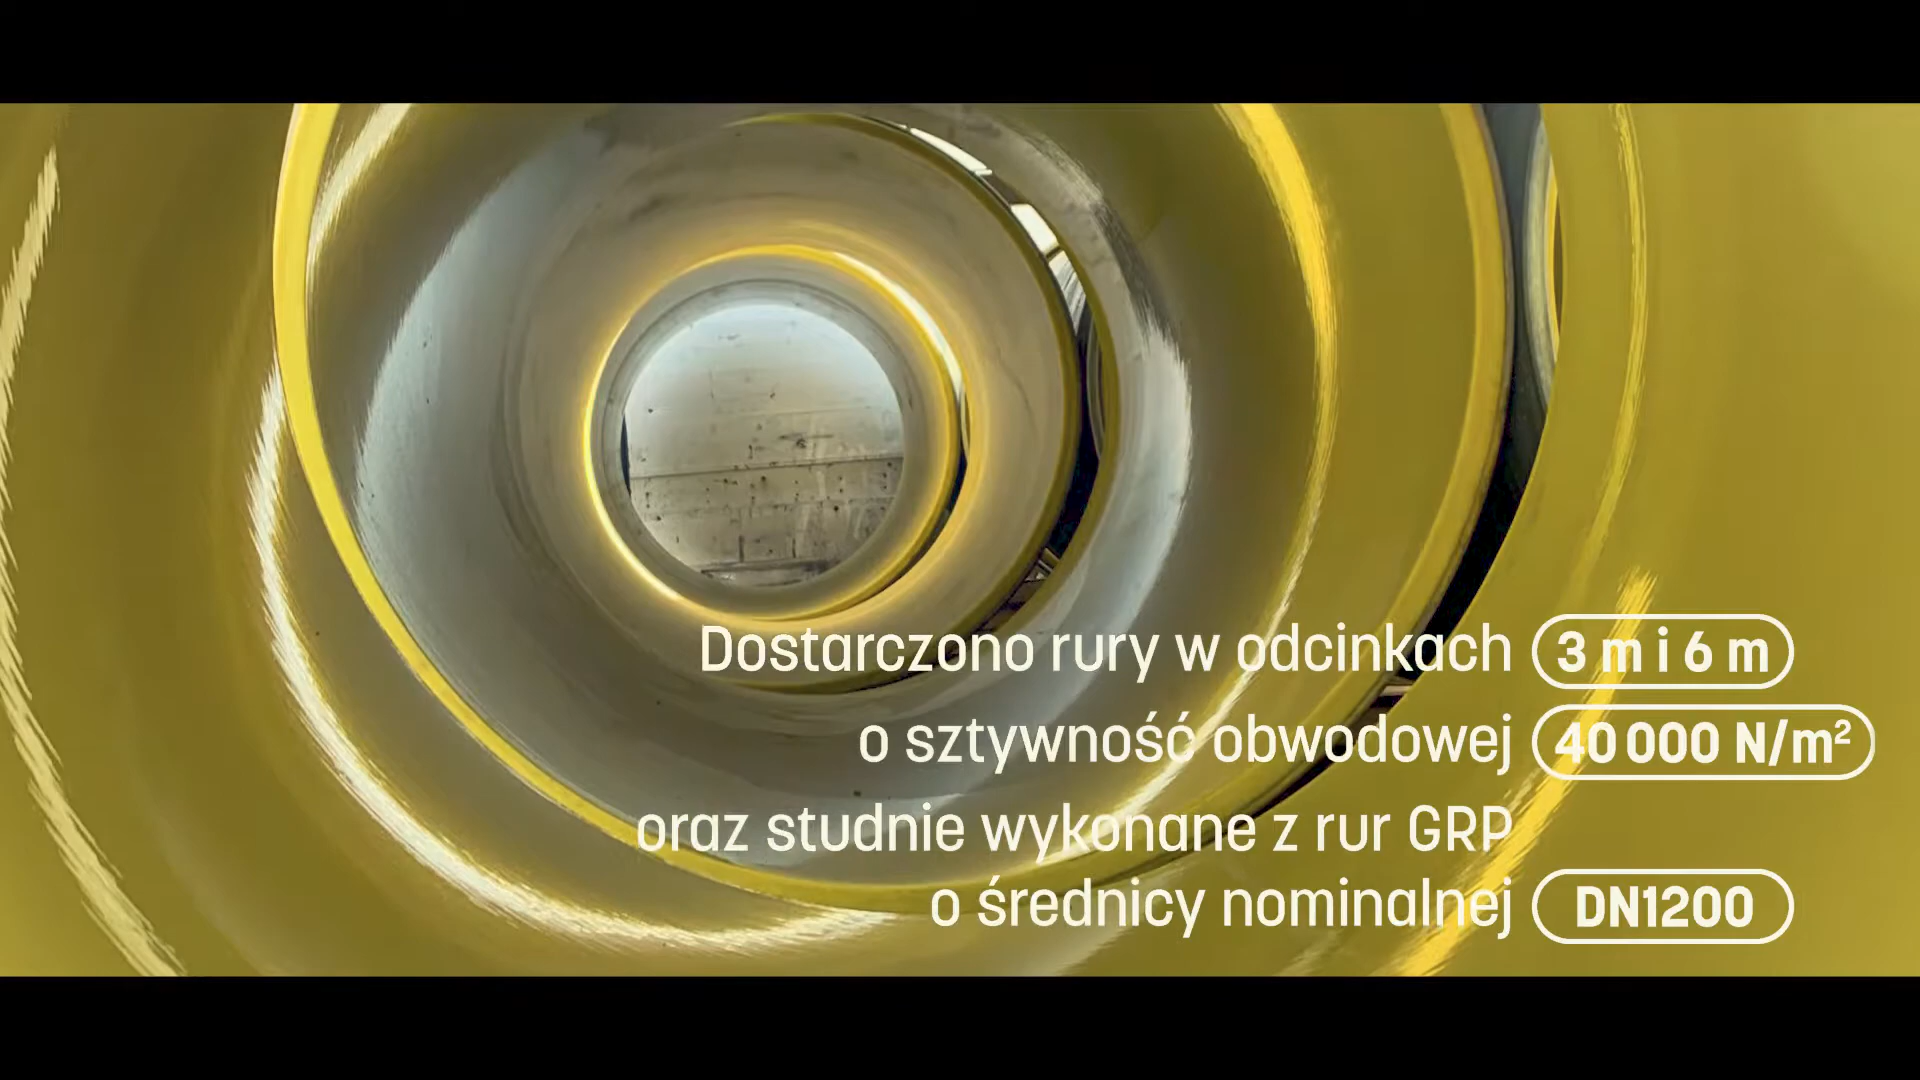 Dostarczono rury w odcinkach 3 m i 6 m
o sztywność obwodowej 40 000 N/m²
oraz studnie wykonane z rur GRP
o średnicy nominalnej DN1200